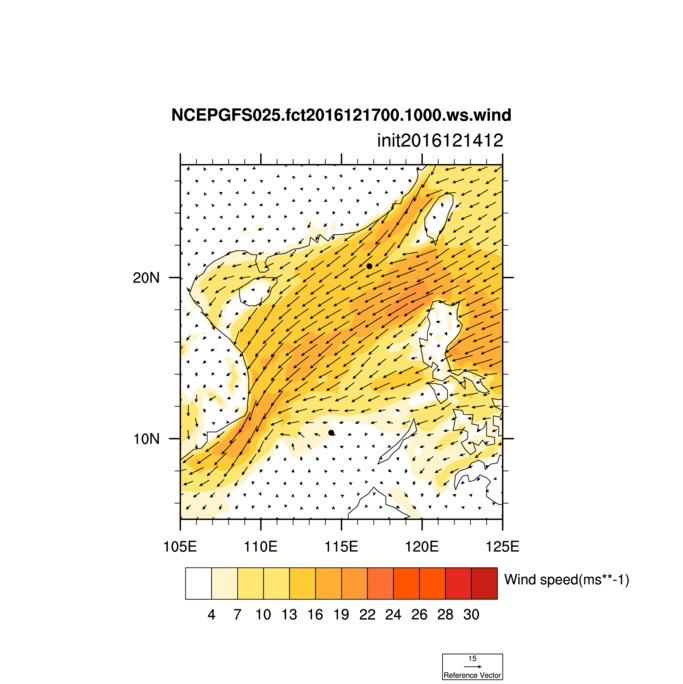 NCEPGFS025.fct2016121700.1000.ws.wind
init2016121412
20N
10N
105E 110E 115E 120E 125E
Wind speed(ms**-1)
4 7 10 13 16 19 22 24 26 28 30
15
Reference Vector